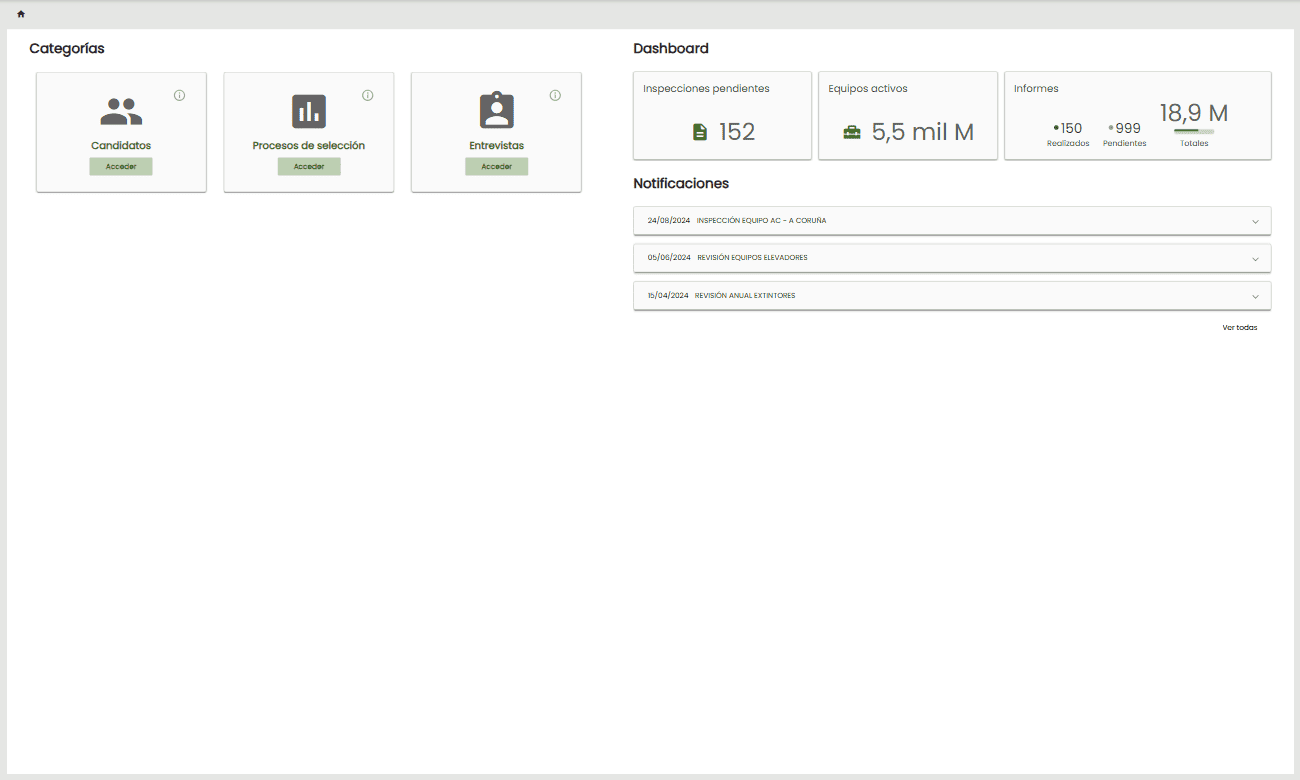 Categorías
Candidatos
Acceder
Procesos de selección
Acceder
Entrevistas
Acceder
Dashboard
Inspecciones pendientes
152
Equipos activos
5,5 mil M
Informes
150
Realizados
999
Pendientes
18,9 M
Totales
Notificaciones
24/08/2024 INSPECCIÓN EQUIPO AC - A CORUÑA
05/06/2024 REVISIÓN EQUIPOS ELEVADORES
15/04/2024 REVISIÓN ANUAL EXTINTORES
Ver todas